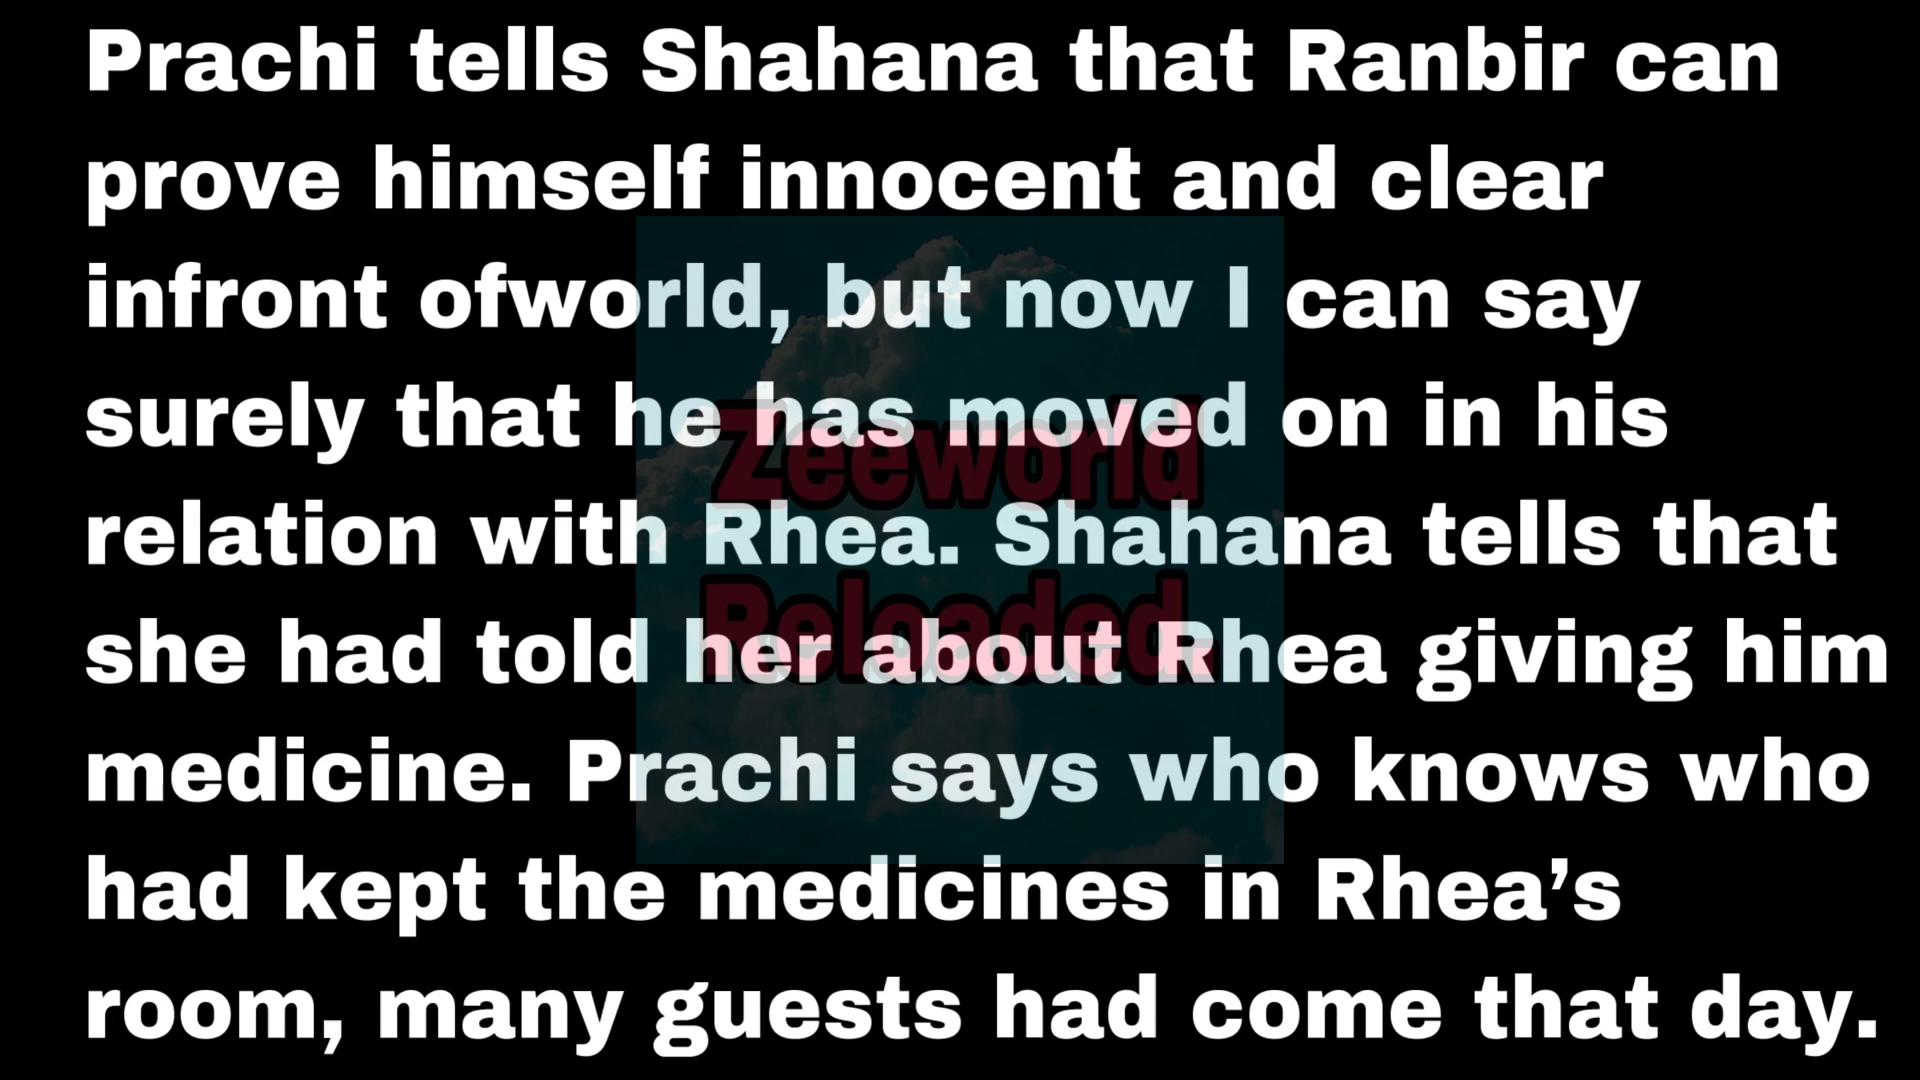 Prachi tells Shahana that Ranbir can
prove himself innocent and clear
infront ofworld, but now I can say
surely that he has moved on in his
relation with Rhea. Shahana tells that
she had told her about Rhea giving him
medicine. Prachi says who knows who
had kept the medicines in Rhea’s
room, many guests had come that day.
Zeeworld
Reloaded.